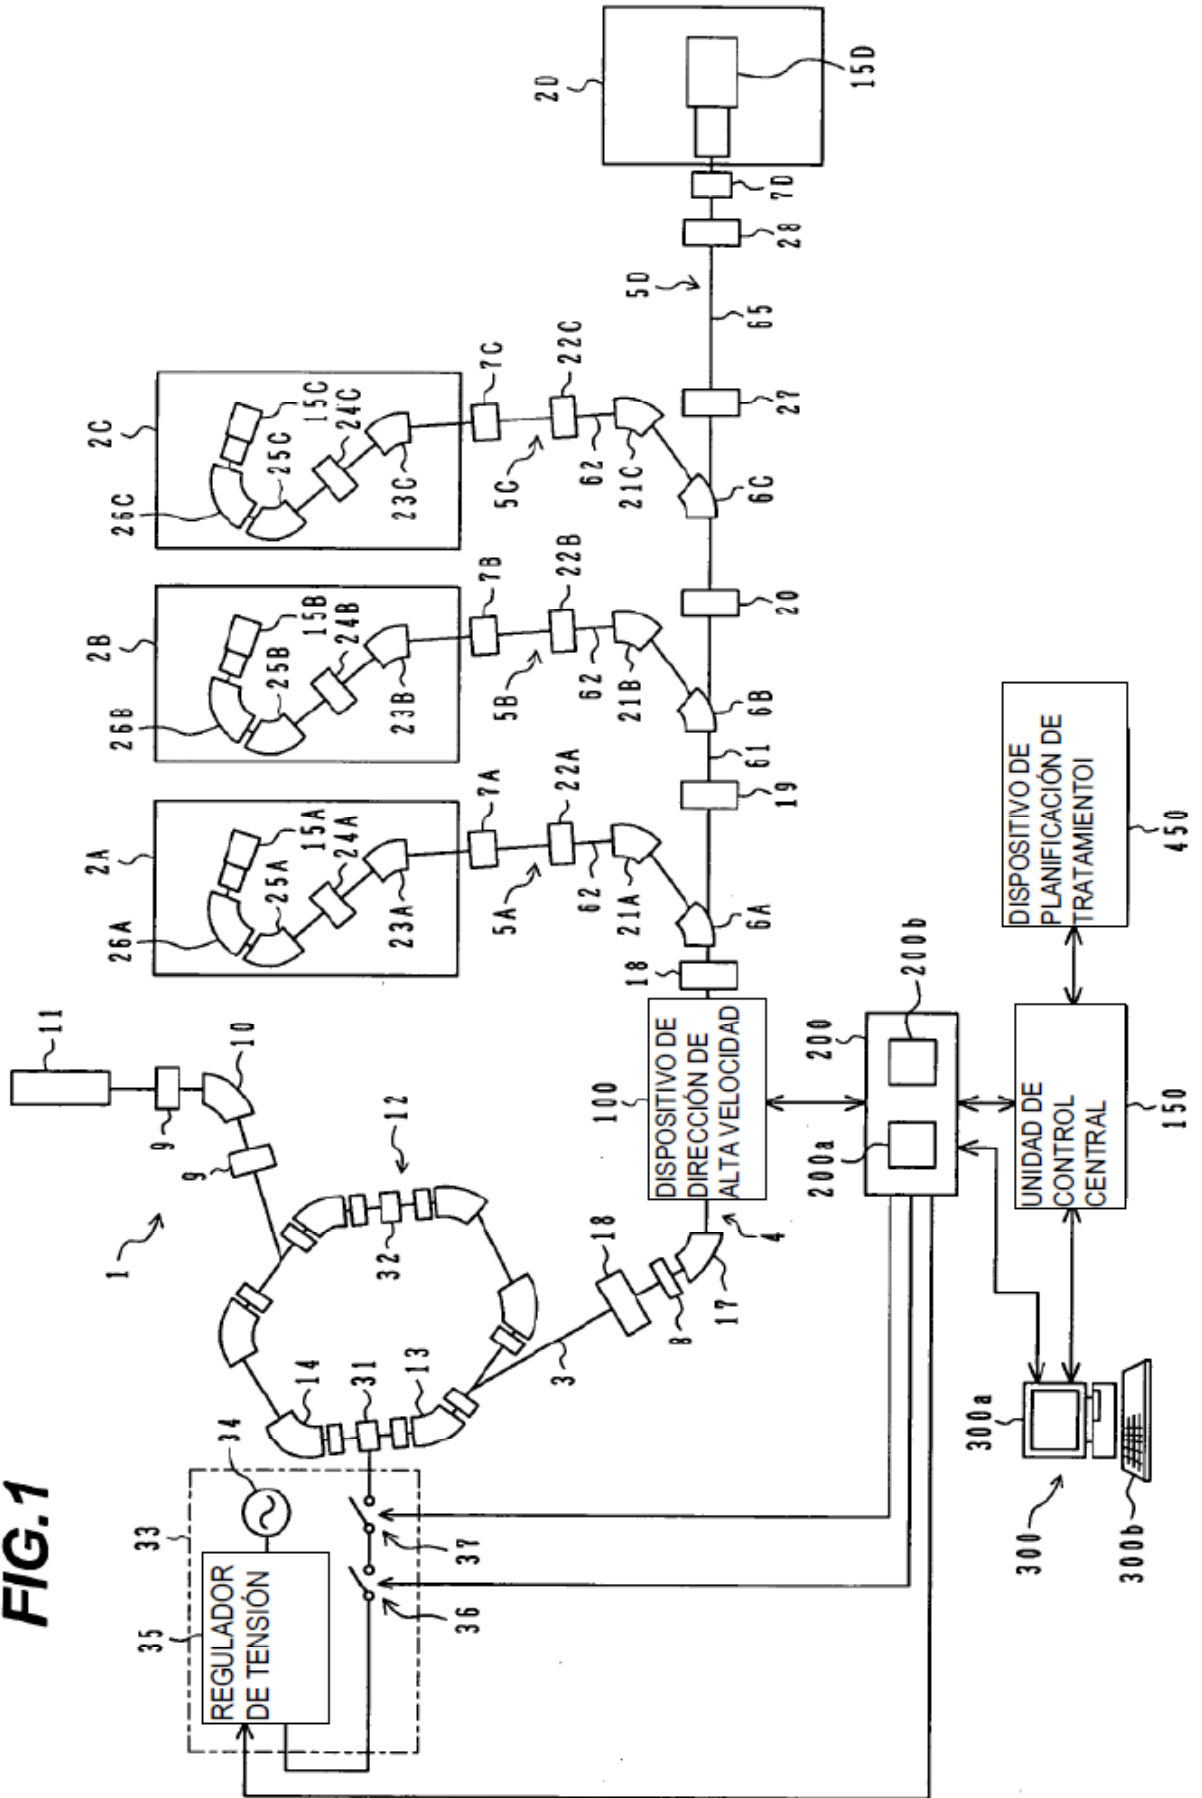 FIG.1
11
9
10
9
1
12
32
14
31
13
34
33
35
REGULADOR
DE TENSIÓN
37
36
3
18
8
17
4
100
DISPOSITIVO DE
DIRECCIÓN DE
ALTA VELOCIDAD
18
2A
26A
15A
25A
24A
23A
7A
22A
5A
62
21A
6A
19
61
2B
26B
15B
25B
24B
23B
7B
22B
5B
62
21B
6B
20
2C
26C
15C
25C
24C
23C
7C
22C
5C
62
21C
6C
27
65
5D
28
7D
2D
15D
200
200a
200b
150
UNIDAD DE
CONTROL
CENTRAL
450
DISPOSITIVO DE
PLANIFICACIÓN DE
TRATAMIENTOI
300
300a
300b